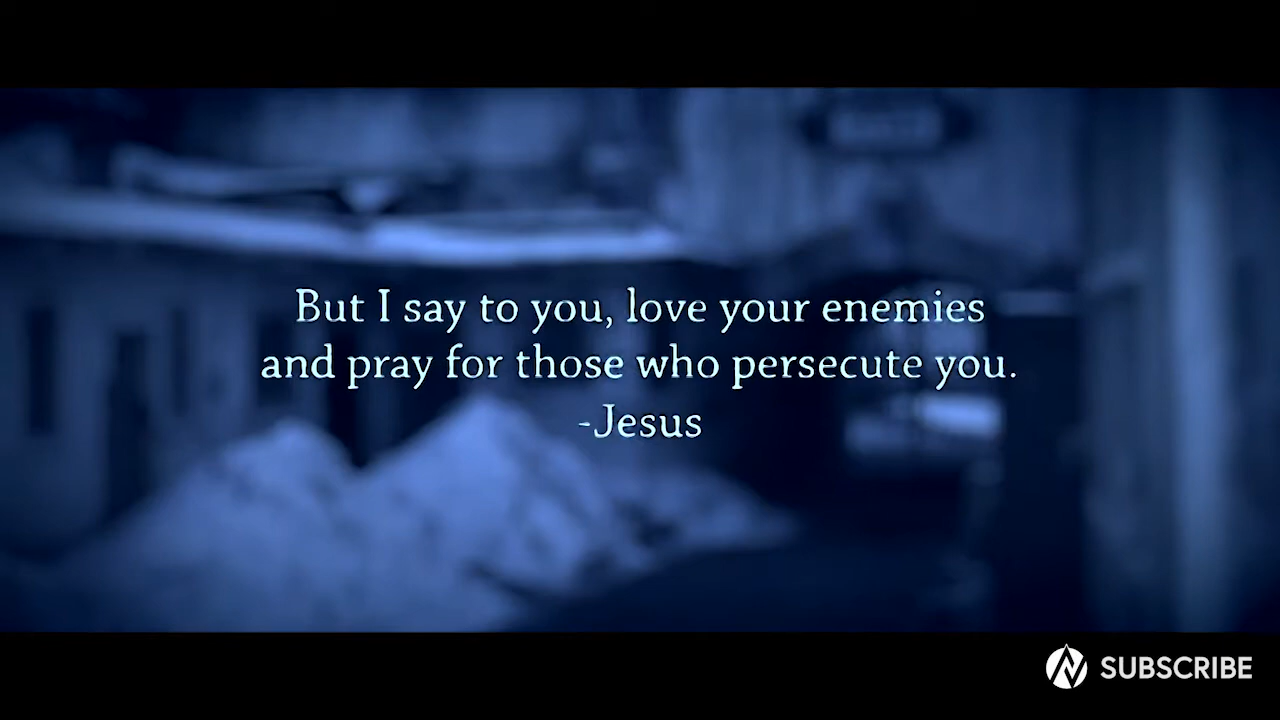 But I say to you, love your enemies
and pray for those who persecute you.
-Jesus
SUBSCRIBE